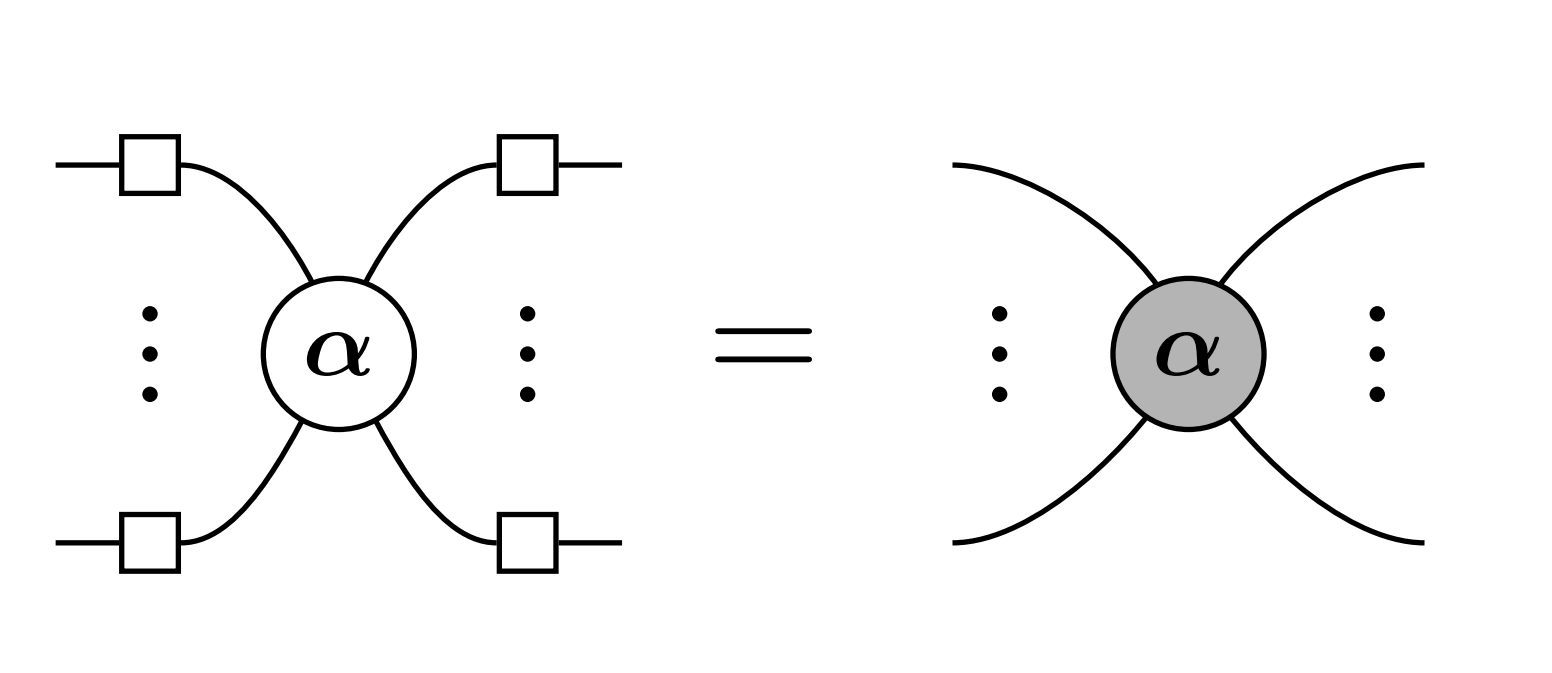 α = α